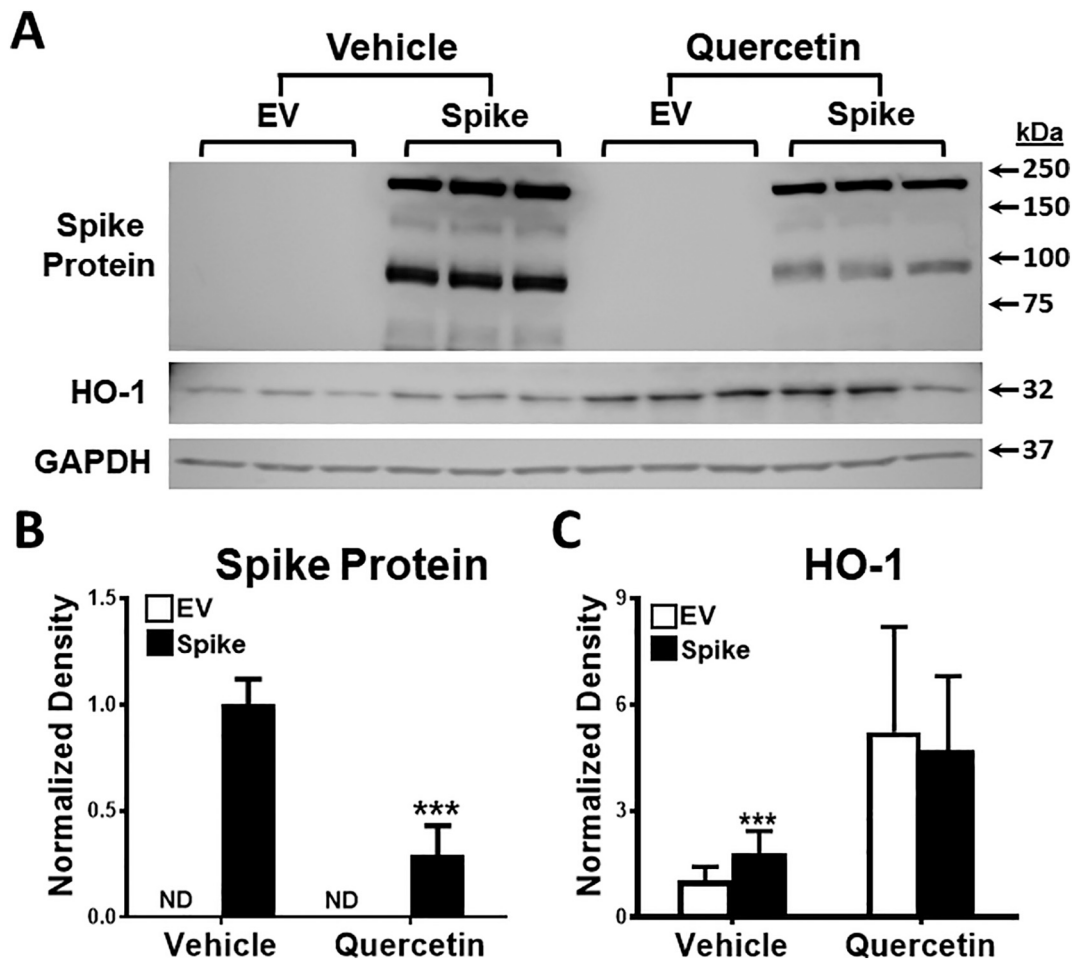 A
Vehicle Quercetin
EV Spike EV Spike
kDa
250
150
Spike
Protein
100
75
HO-1
32
GAPDH
37
B
Spike Protein
Normalized Density
1.5
1.0
0.5
0.0
EV
Spike
***
ND ND
Vehicle Quercetin
C
HO-1
Normalized Density
9
6
3
0
EV
Spike
***
Vehicle Quercetin